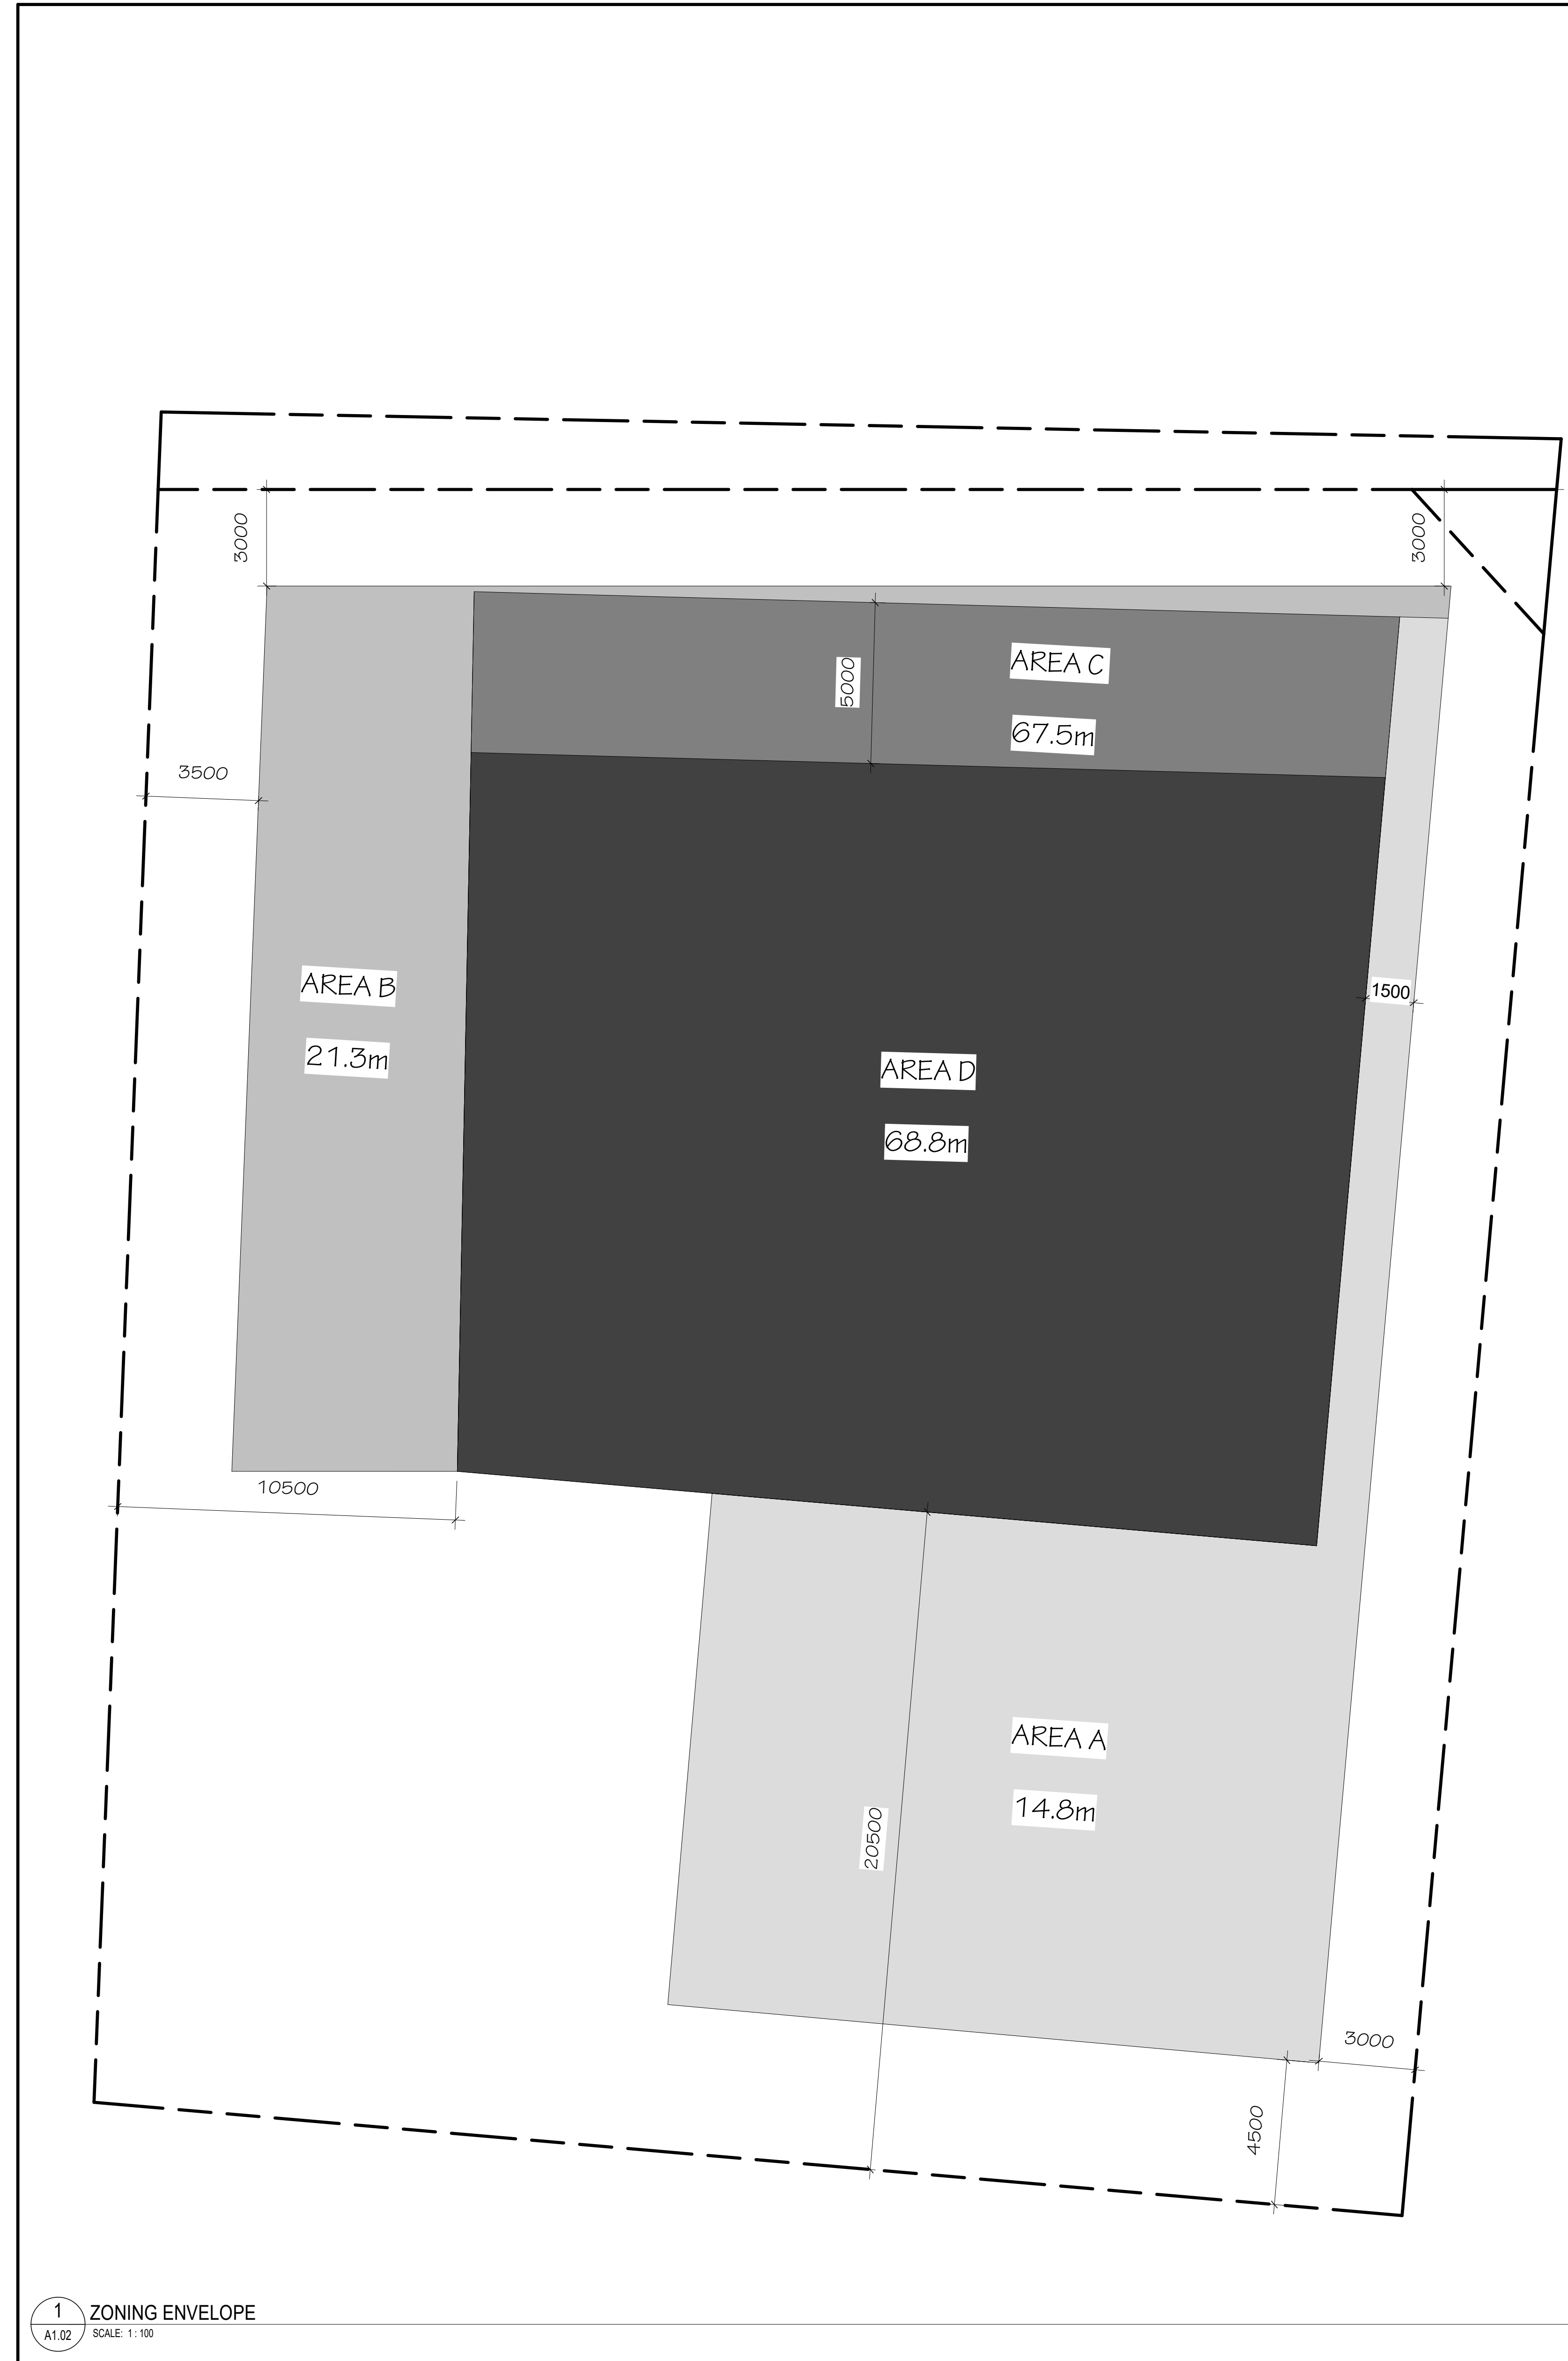 3000
3000
AREA C
5000
67.5m
3500
AREA B
1500
21.3m
AREA D
68.8m
10500
AREA A
14.8m
20500
3000
4500
1
ZONING ENVELOPE
A1.02
SCALE: 1 : 100